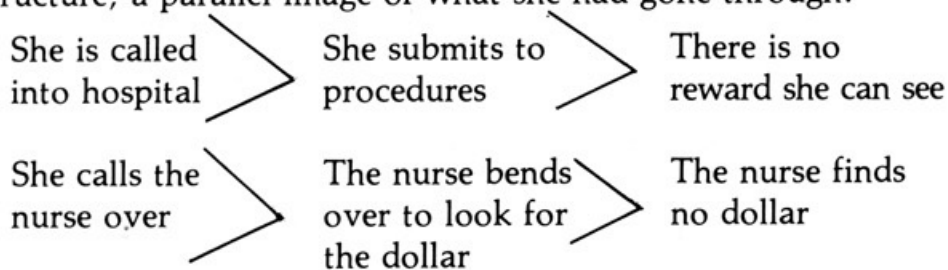 ructure, a parallel image of what she had gone through.
She is called
into hospital
She submits to
procedures
There is no
reward she can see
She calls the
nurse over
The nurse bends
over to look for
the dollar
The nurse finds
no dollar